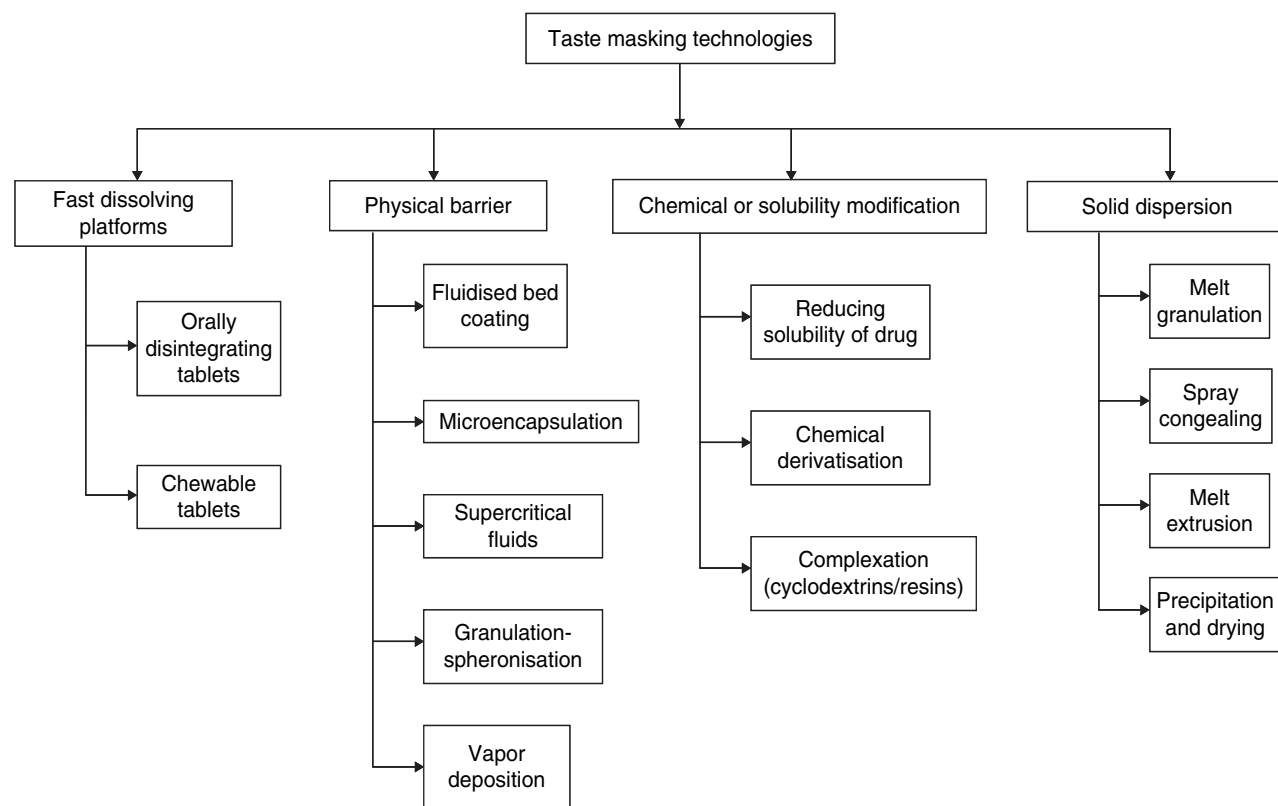 Taste masking technologies
Fast dissolving
platforms
Physical barrier
Chemical or solubility modification
Solid dispersion
Orally
disintegrating
tablets
Chewable
tablets
Fluidised bed
coating
Microencapsulation
Supercritical
fluids
Granulation-
spheronisation
Vapor
deposition
Reducing
solubility of drug
Chemical
derivatisation
Complexation
(cyclodextrins/resins)
Melt
granulation
Spray
congealing
Melt
extrusion
Precipitation
and drying